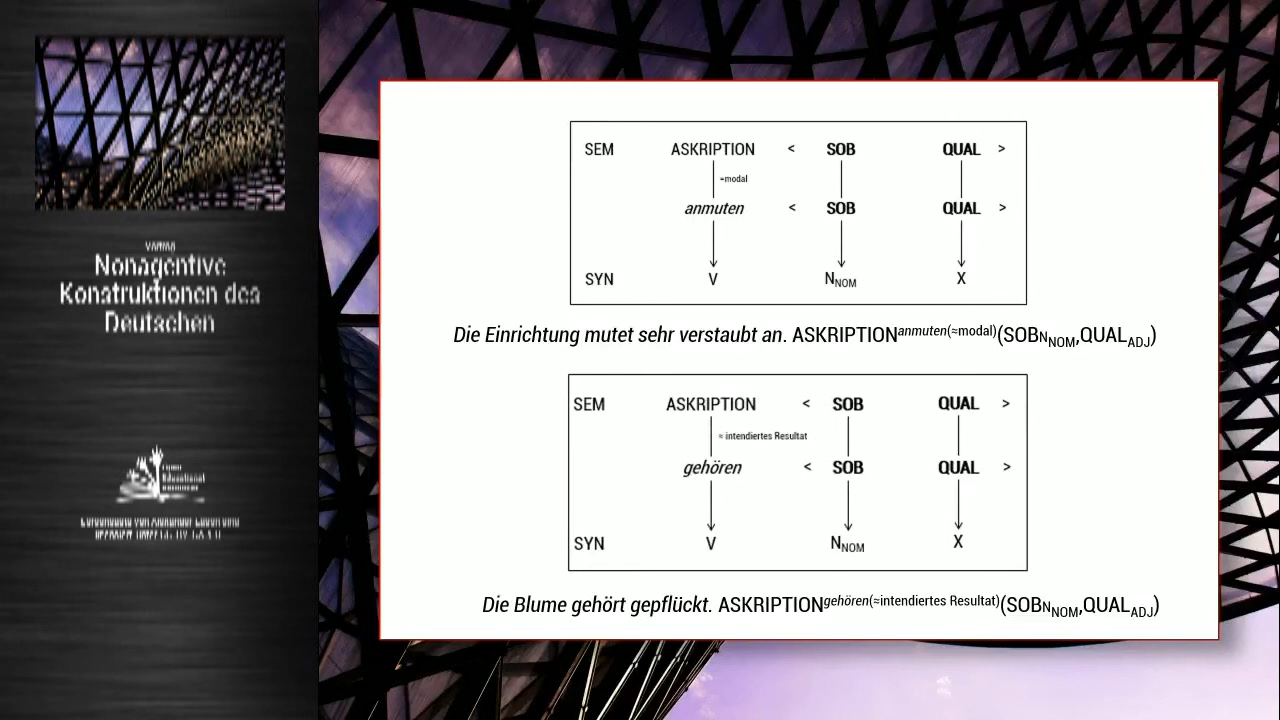 Vortrag
Nonagentive
Konstruktionen des
Deutschen
SEM ASKRIPTION < SOB QUAL >
≈modal
anmuten < SOB QUAL >
SYN V NNOM X
Die Einrichtung mutet sehr verstaubt an. ASKRIPTIONanmuten(≈modal)(SOBNNOM,QUALADJ)
SEM ASKRIPTION < SOB QUAL >
≈ intendiertes Resultat
gehören < SOB QUAL >
SYN V NNOM X
Die Blume gehört gepflückt. ASKRIPTIONgehören(≈intendiertes Resultat)(SOBNNOM,QUALADJ)